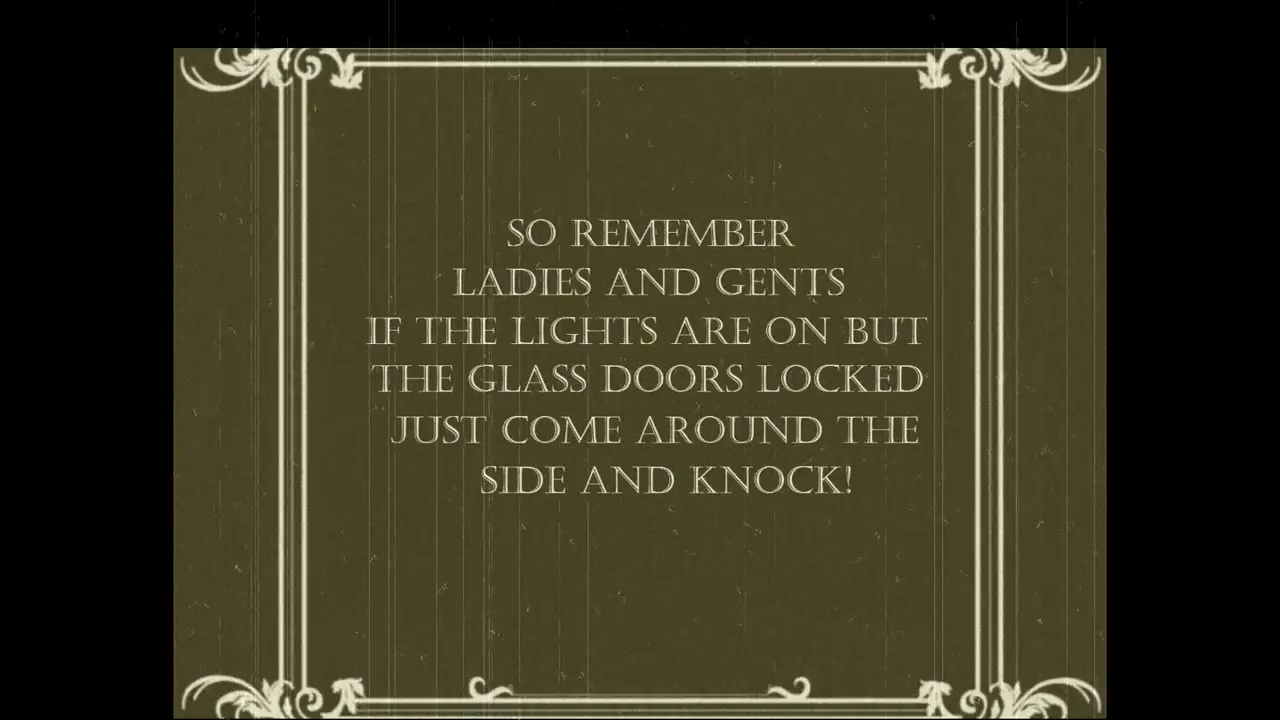 SO REMEMBER
LADIES AND GENTS
IF THE LIGHTS ARE ON BUT
THE GLASS DOORS LOCKED
JUST COME AROUND THE
SIDE AND KNOCK!